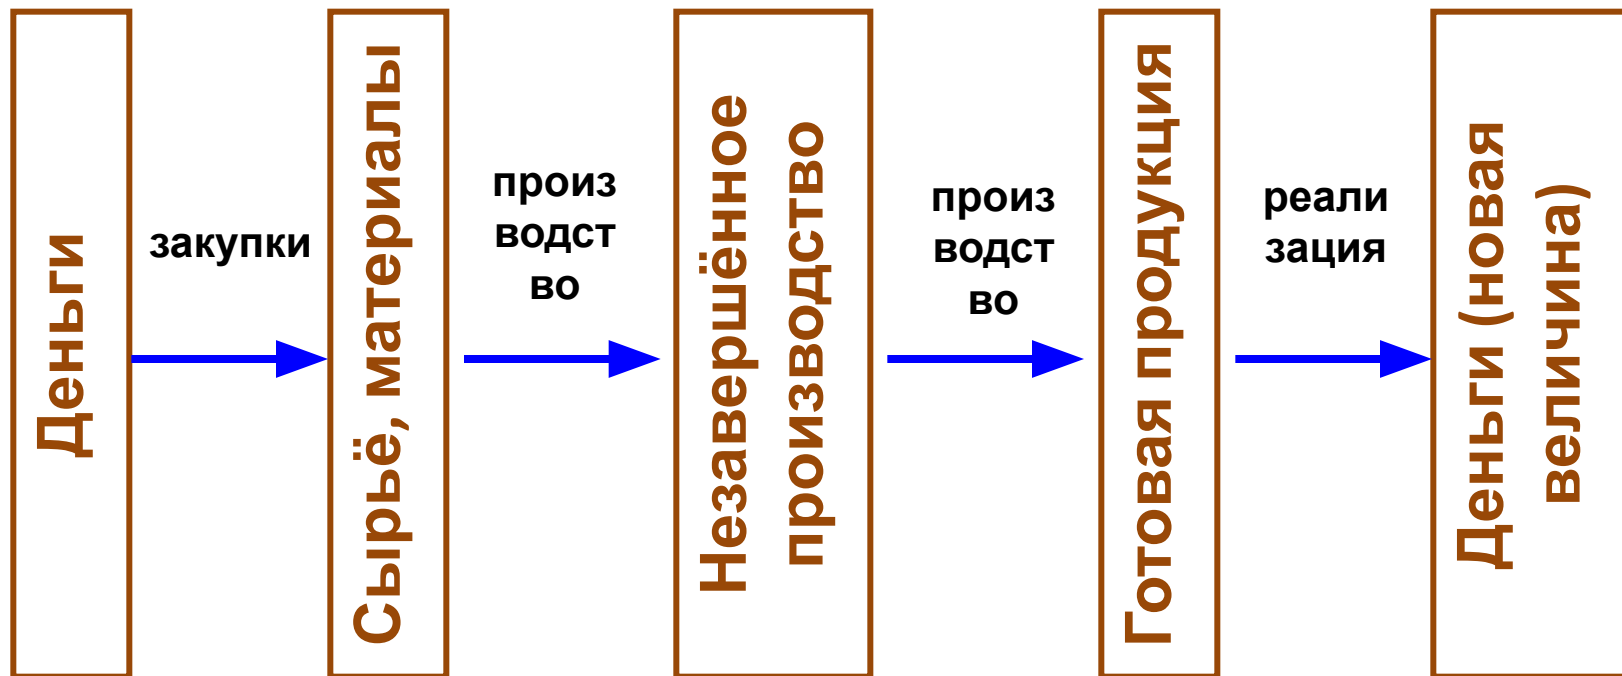 Деньги
закупки
Сырьё, материалы
произ
водст
во
Незавершённое
производство
произ
водст
во
Готовая продукция
реали
зация
Деньги (новая
величина)